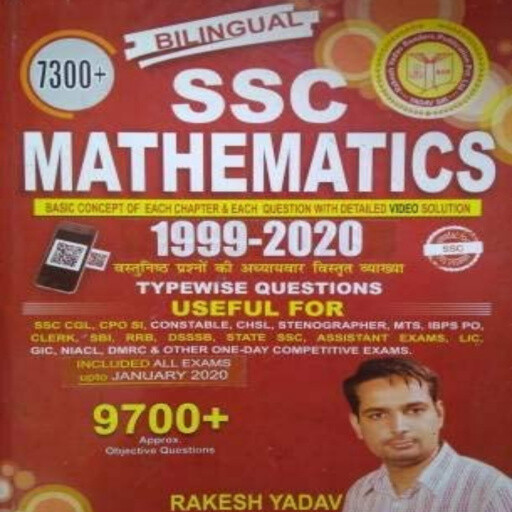 BILINGUAL
7300+
SSC
MATHEMATICS
BASIC CONCEPT OF EACH CHAPTER & EACH QUESTION WITH DETAILED VIDEO SOLUTION
1999-2020
SSC
वस्तुनिष्ठ प्रश्नों की अध्यायवार विस्तृत व्याख्या
TYPEWISE QUESTIONS
USEFUL FOR
SSC CGL, CPO SI, CONSTABLE, CHSL, STENOGRAPHER, MTS, IBPS PO,
CLERK, SBI, RRB, DSSSB, STATE SSC, ASSISTANT EXAMS, LIC,
GIC, NIACL, DMRC & OTHER ONE-DAY COMPETITIVE EXAMS.
INCLUDED ALL EXAMS
upto JANUARY 2020
9700+
Approx.
Objective Questions
RAKESH YADAV